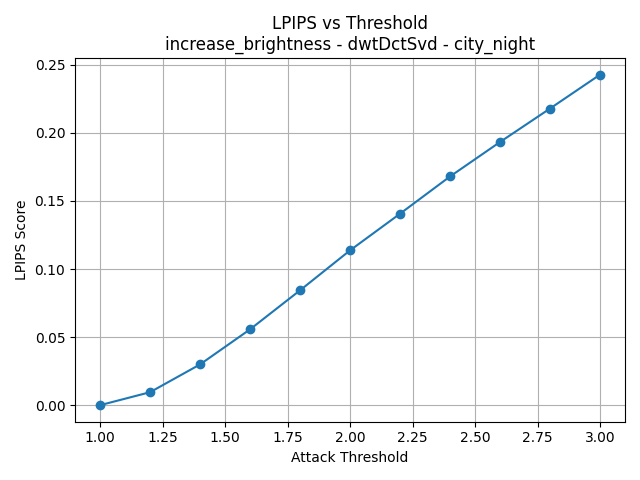 LPIPS vs Threshold
increase_brightness - dwtDctSvd - city_night
LPIPS Score
0.25
0.20
0.15
0.10
0.05
0.00
1.00 1.25 1.50 1.75 2.00 2.25 2.50 2.75 3.00
Attack Threshold